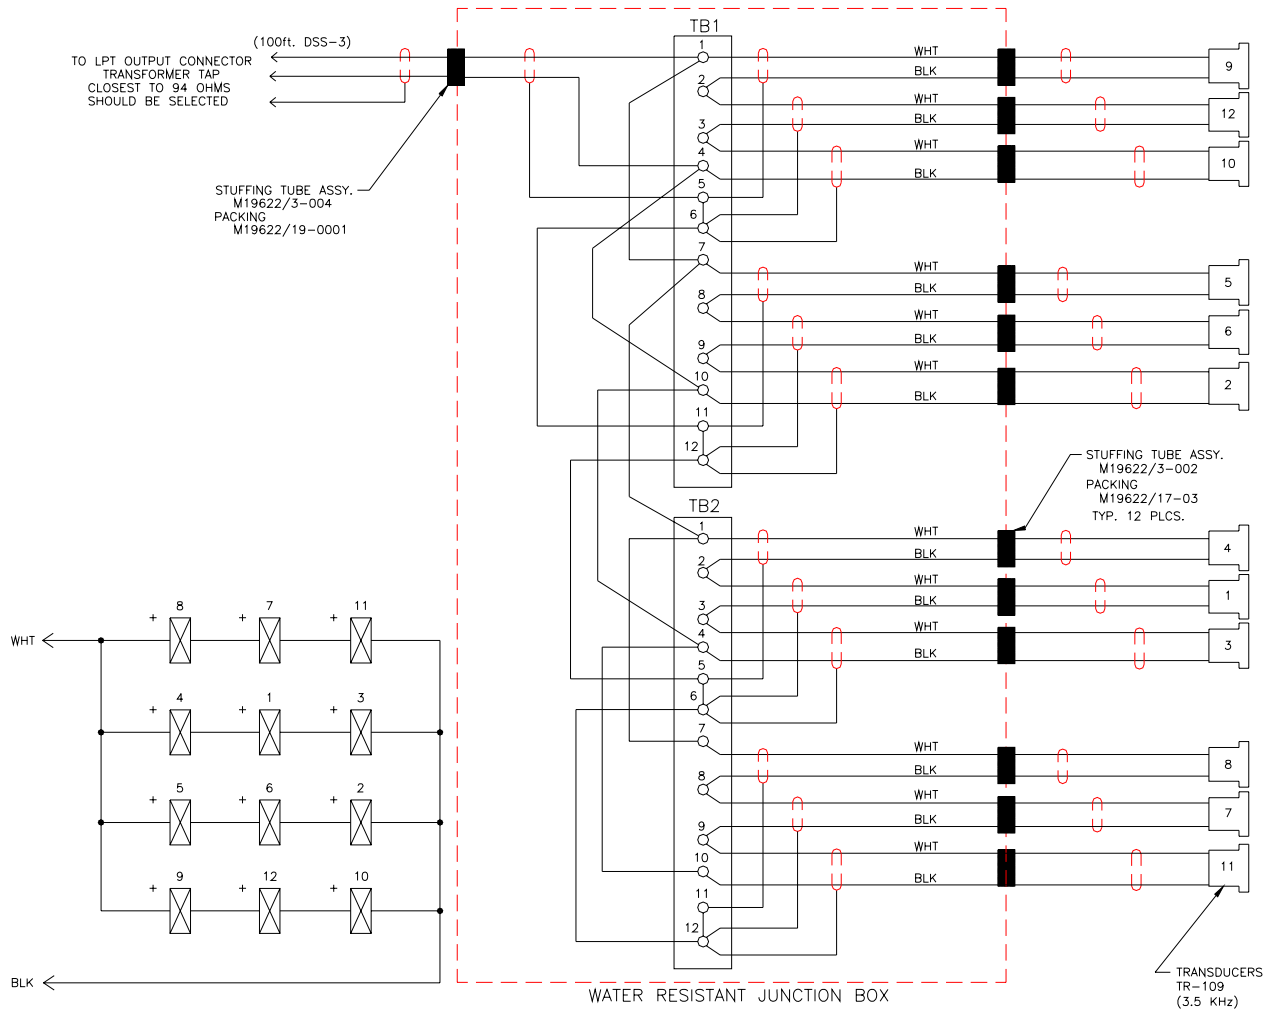 (100ft. DSS-3)
TO LPT OUTPUT CONNECTOR
TRANSFORMER TAP
CLOSEST TO 94 OHMS
SHOULD BE SELECTED
STUFFING TUBE ASSY.
M19622/3-004
PACKING
M19622/19-0001
TB1
1
2
3
4
5
6
7
8
9
10
11
12
WHT
BLK
WHT
BLK
WHT
BLK
9
12
10
WHT
BLK
WHT
BLK
WHT
BLK
5
6
2
STUFFING TUBE ASSY.
M19622/3-002
PACKING
M19622/17-03
TYP. 12 PLCS.
TB2
1
2
3
4
5
6
7
8
9
10
11
12
WHT
BLK
WHT
BLK
WHT
BLK
4
1
3
WHT
BLK
WHT
BLK
WHT
BLK
8
7
11
TRANSDUCERS
TR-109
(3.5 KHz)
WATER RESISTANT JUNCTION BOX
+ 8 + 7 + 11
WHT
+ 4 + 1 + 3
+ 5 + 6 + 2
+ 9 + 12 + 10
BLK